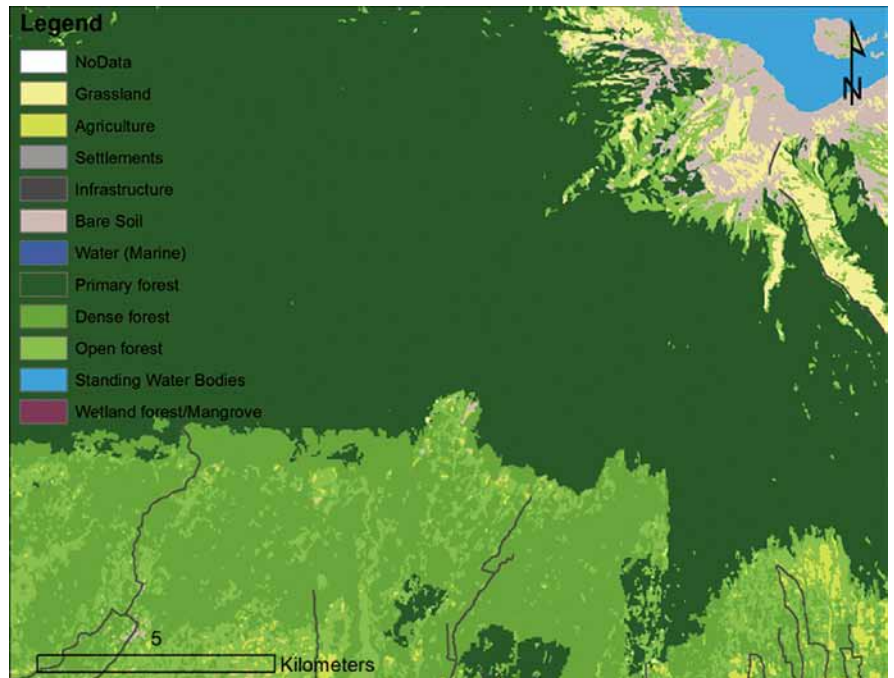 Legend
N
NoData
Grassland
Agriculture
Settlements
Infrastructure
Bare Soil
Water (Marine)
Primary forest
Dense forest
Open forest
Standing Water Bodies
Wetland forest/Mangrove
5
Kilometers